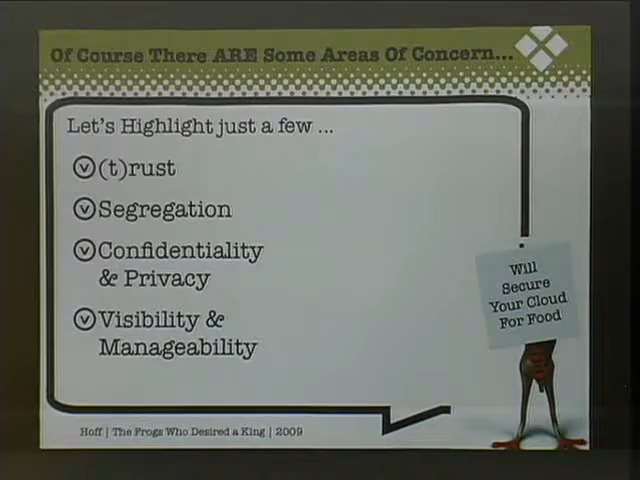 Of Course There ARE Some Areas Of Concern...
Let's Highlight just a few ...
(t)rust
Segregation
Confidentiality
& Privacy
Visibility &
Manageability
Will
Secure
Your Cloud
For Food
Hoff | The Frogs Who Desired a King | 2009